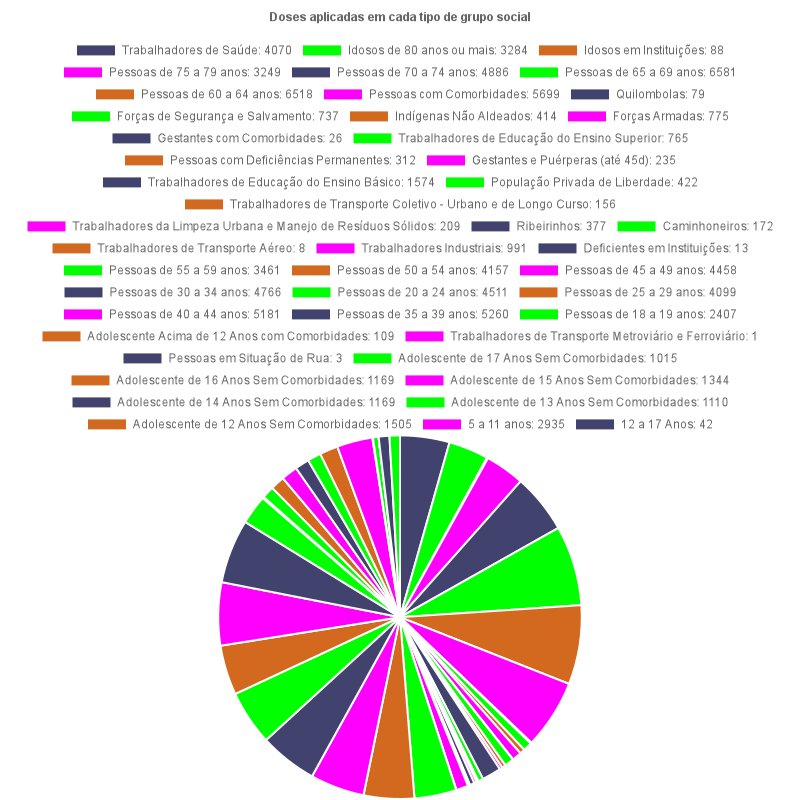 Doses aplicadas em cada tipo de grupo social
Trabalhadores de Saúde: 4070 Idosos de 80 anos ou mais: 3284 Idosos em Instituições: 88
Pessoas de 75 a 79 anos: 3249 Pessoas de 70 a 74 anos: 4886 Pessoas de 65 a 69 anos: 6581
Pessoas de 60 a 64 anos: 6518 Pessoas com Comorbidades: 5699 Quilombolas: 79
Forças de Segurança e Salvamento: 737 Indígenas Não Aldeados: 414 Forças Armadas: 775
Gestantes com Comorbidades: 26 Trabalhadores de Educação do Ensino Superior: 765
Pessoas com Deficiências Permanentes: 312 Gestantes e Puérperas (até 45d): 235
Trabalhadores de Educação do Ensino Básico: 1574 População Privada de Liberdade: 422
Trabalhadores de Transporte Coletivo - Urbano e de Longo Curso: 156
Trabalhadores da Limpeza Urbana e Manejo de Resíduos Sólidos: 209 Ribeirinhos: 377 Caminhoneiros: 172
Trabalhadores de Transporte Aéreo: 8 Trabalhadores Industriais: 991 Deficientes em Instituições: 13
Pessoas de 55 a 59 anos: 3461 Pessoas de 50 a 54 anos: 4157 Pessoas de 45 a 49 anos: 4458
Pessoas de 30 a 34 anos: 4766 Pessoas de 20 a 24 anos: 4511 Pessoas de 25 a 29 anos: 4099
Pessoas de 40 a 44 anos: 5181 Pessoas de 35 a 39 anos: 5260 Pessoas de 18 a 19 anos: 2407
Adolescente Acima de 12 Anos com Comorbidades: 109 Trabalhadores de Transporte Metroviário e Ferroviário: 1
Pessoas em Situação de Rua: 3 Adolescente de 17 Anos Sem Comorbidades: 1015
Adolescente de 16 Anos Sem Comorbidades: 1169 Adolescente de 15 Anos Sem Comorbidades: 1344
Adolescente de 14 Anos Sem Comorbidades: 1169 Adolescente de 13 Anos Sem Comorbidades: 1110
Adolescente de 12 Anos Sem Comorbidades: 1505 5 a 11 anos: 2935 12 a 17 Anos: 42